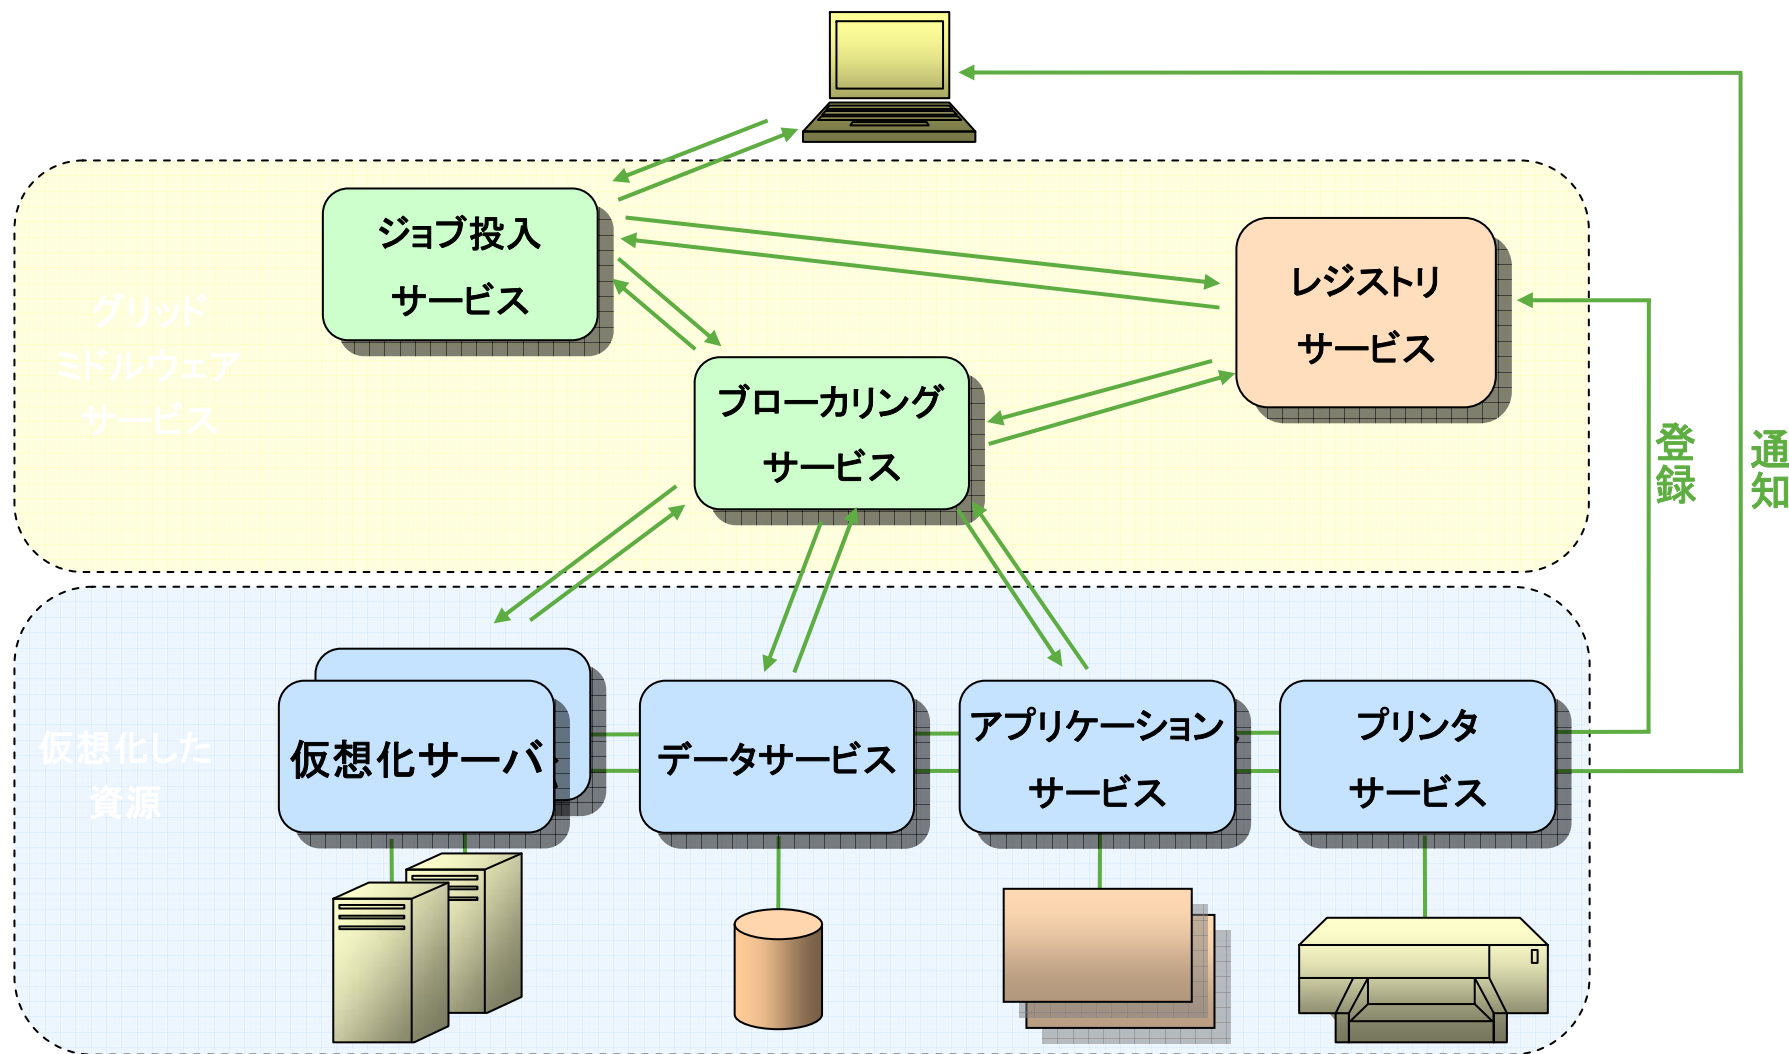 ジョブ投入
サービス
レジストリ
サービス
グリッド
ミドルウェア
サービス
ブローカリング
サービス
登録
通知
仮想化した
資源
仮想化サーバ
データサービス
アプリケーション
サービス
プリンタ
サービス